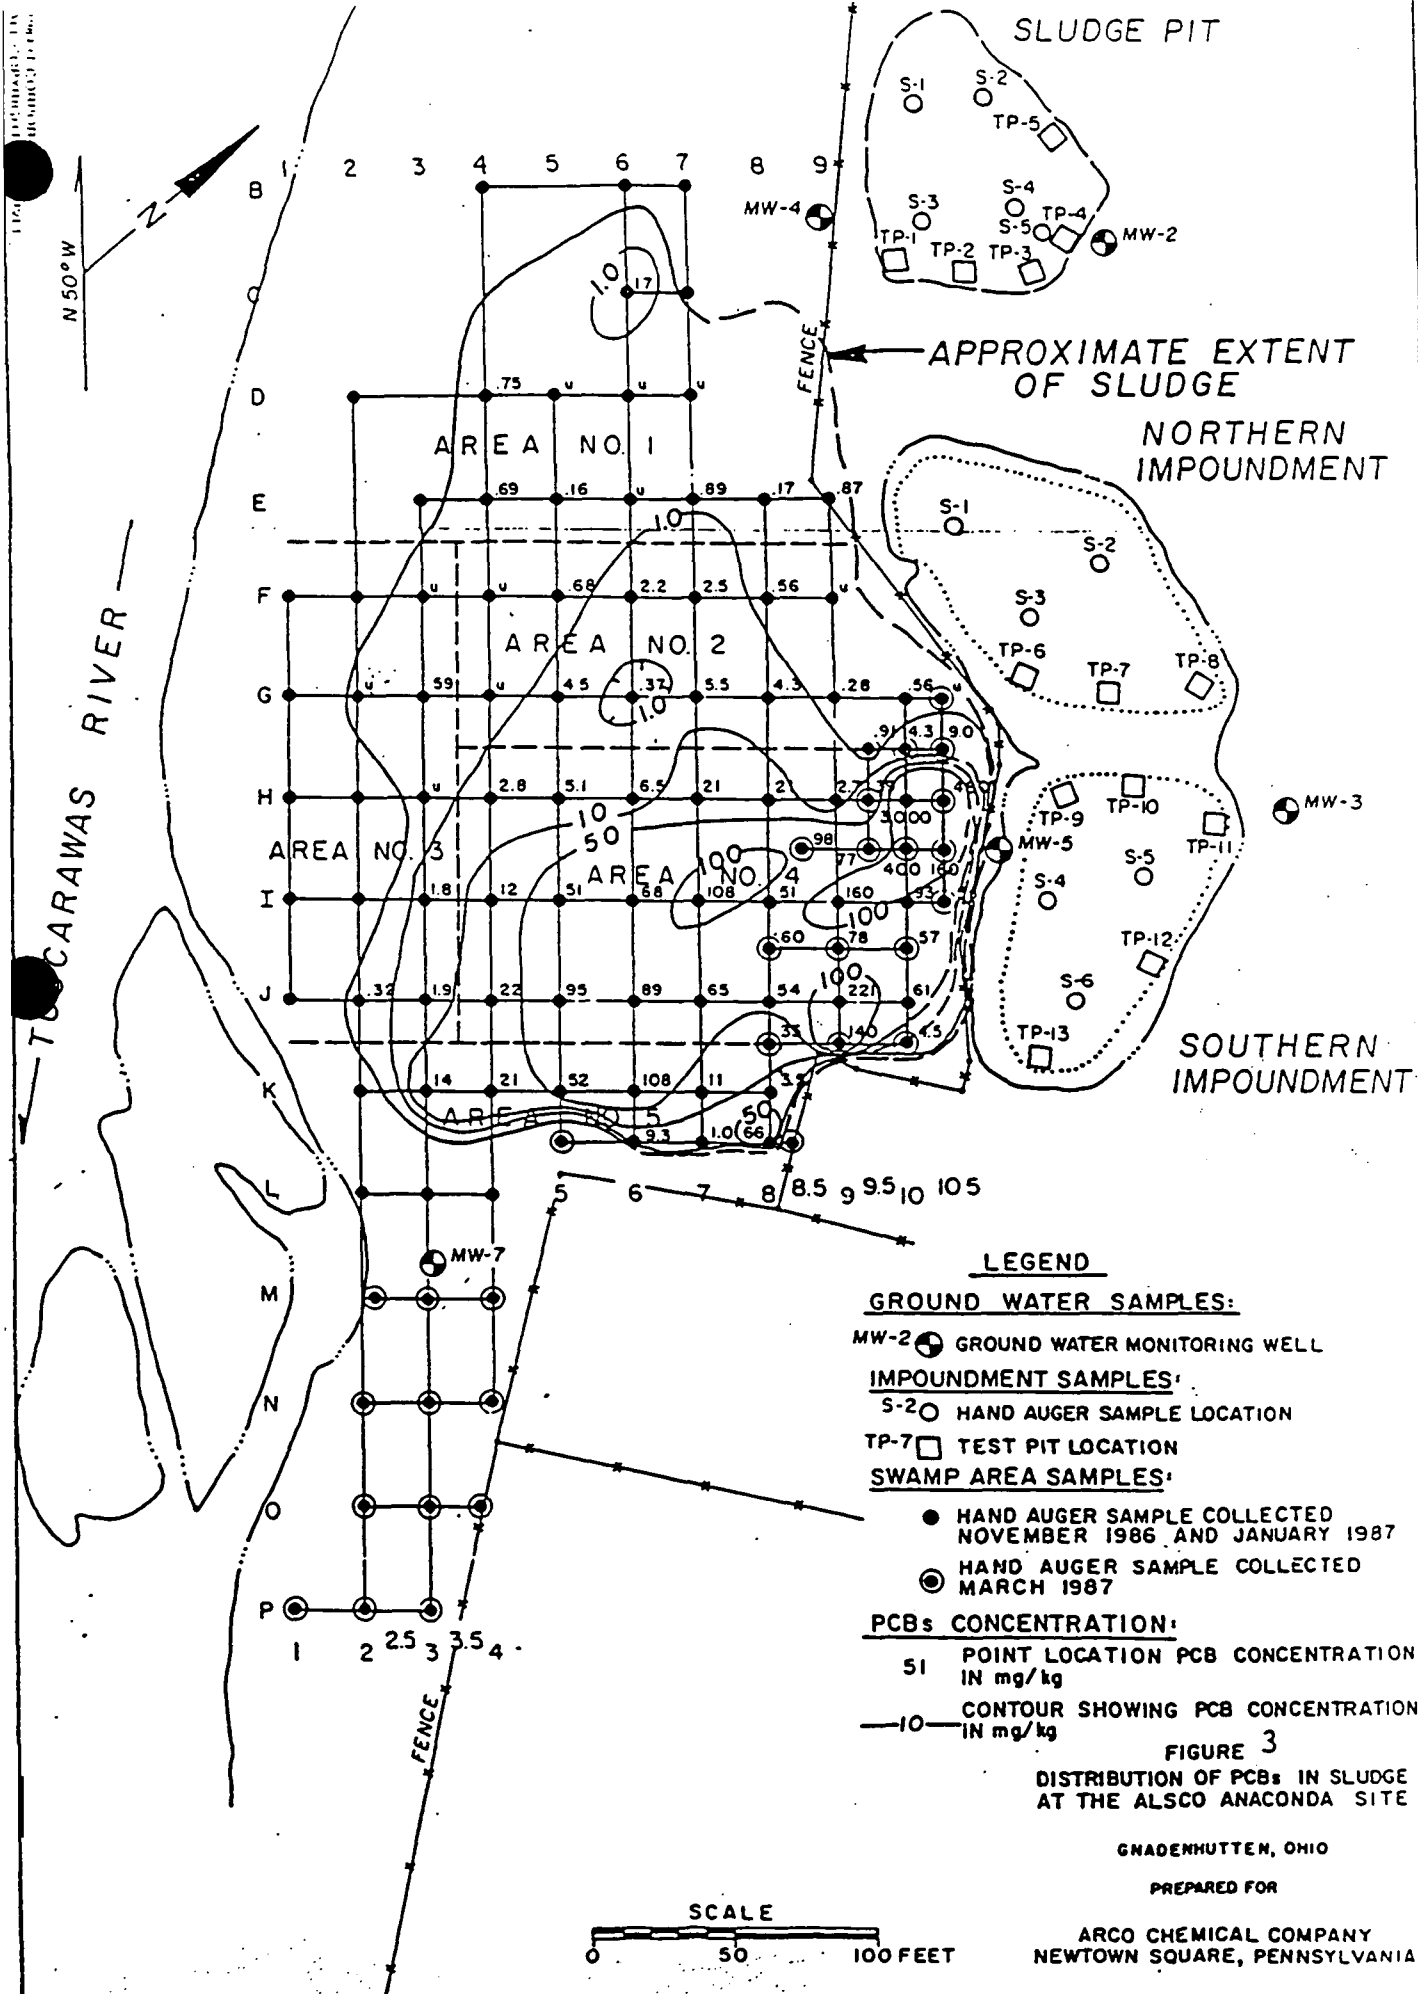 SLUDGE PIT
S-1
S-2
TP-5
1 2 3 4 5 6 7 8 9
B
N
N 50° W
MW-4
S-3
S-4
S-5
TP-4
MW-2
TP-1
TP-2
TP-3
1.0
17
C
FENCE
APPROXIMATE EXTENT
OF SLUDGE
D
.75 u u u
NORTHERN
IMPOUNDMENT
AREA NO. 1
E
.69 .16 u .89 .17 .87
1.0
S-1
S-2
F
u u .68 2.2 2.5 .56 u
S-3
AREA NO. 2
TP-6
TP-7
TP-8
G
u .59 u 4.5 .37 5.5 4.3 .28 .56 u
1.0
.91 4.3 9.0
TUSCARAWAS RIVER
H
u 2.8 5.1 6.5 21 2.7
3,000
10
50
TP-9
TP-10
TP-11
MW-3
MW-5
AREA NO. 3
98 77 400 160
100
AREA NO. 4
S-5
S-4
I
1.8 12 51 68 108 51 160 93
100
60 78 57
TP-12
100
S-6
J
.32 1.9 22 95 89 65 54 221 61
33 140 4.5
TP-13
SOUTHERN
IMPOUNDMENT
K
14 21 52 108 11
AREA NO. 5
50
9.3 1.0 66
L
5 6 7 8 8.5 9 9.5 10 10.5
MW-7
M
N
O
P
1 2 2.5 3 3.5 4
FENCE
LEGEND
GROUND WATER SAMPLES:
MW-2 GROUND WATER MONITORING WELL
IMPOUNDMENT SAMPLES:
S-2 HAND AUGER SAMPLE LOCATION
TP-7 TEST PIT LOCATION
SWAMP AREA SAMPLES:
HAND AUGER SAMPLE COLLECTED
NOVEMBER 1986 AND JANUARY 1987
HAND AUGER SAMPLE COLLECTED
MARCH 1987
PCBs CONCENTRATION:
51 POINT LOCATION PCB CONCENTRATION
IN mg/kg
10 CONTOUR SHOWING PCB CONCENTRATION
IN mg/kg
FIGURE 3
DISTRIBUTION OF PCBs IN SLUDGE
AT THE ALSCO ANACONDA SITE
GNADENHUTTEN, OHIO
PREPARED FOR
ARCO CHEMICAL COMPANY
NEWTOWN SQUARE, PENNSYLVANIA
SCALE
0 50 100 FEET